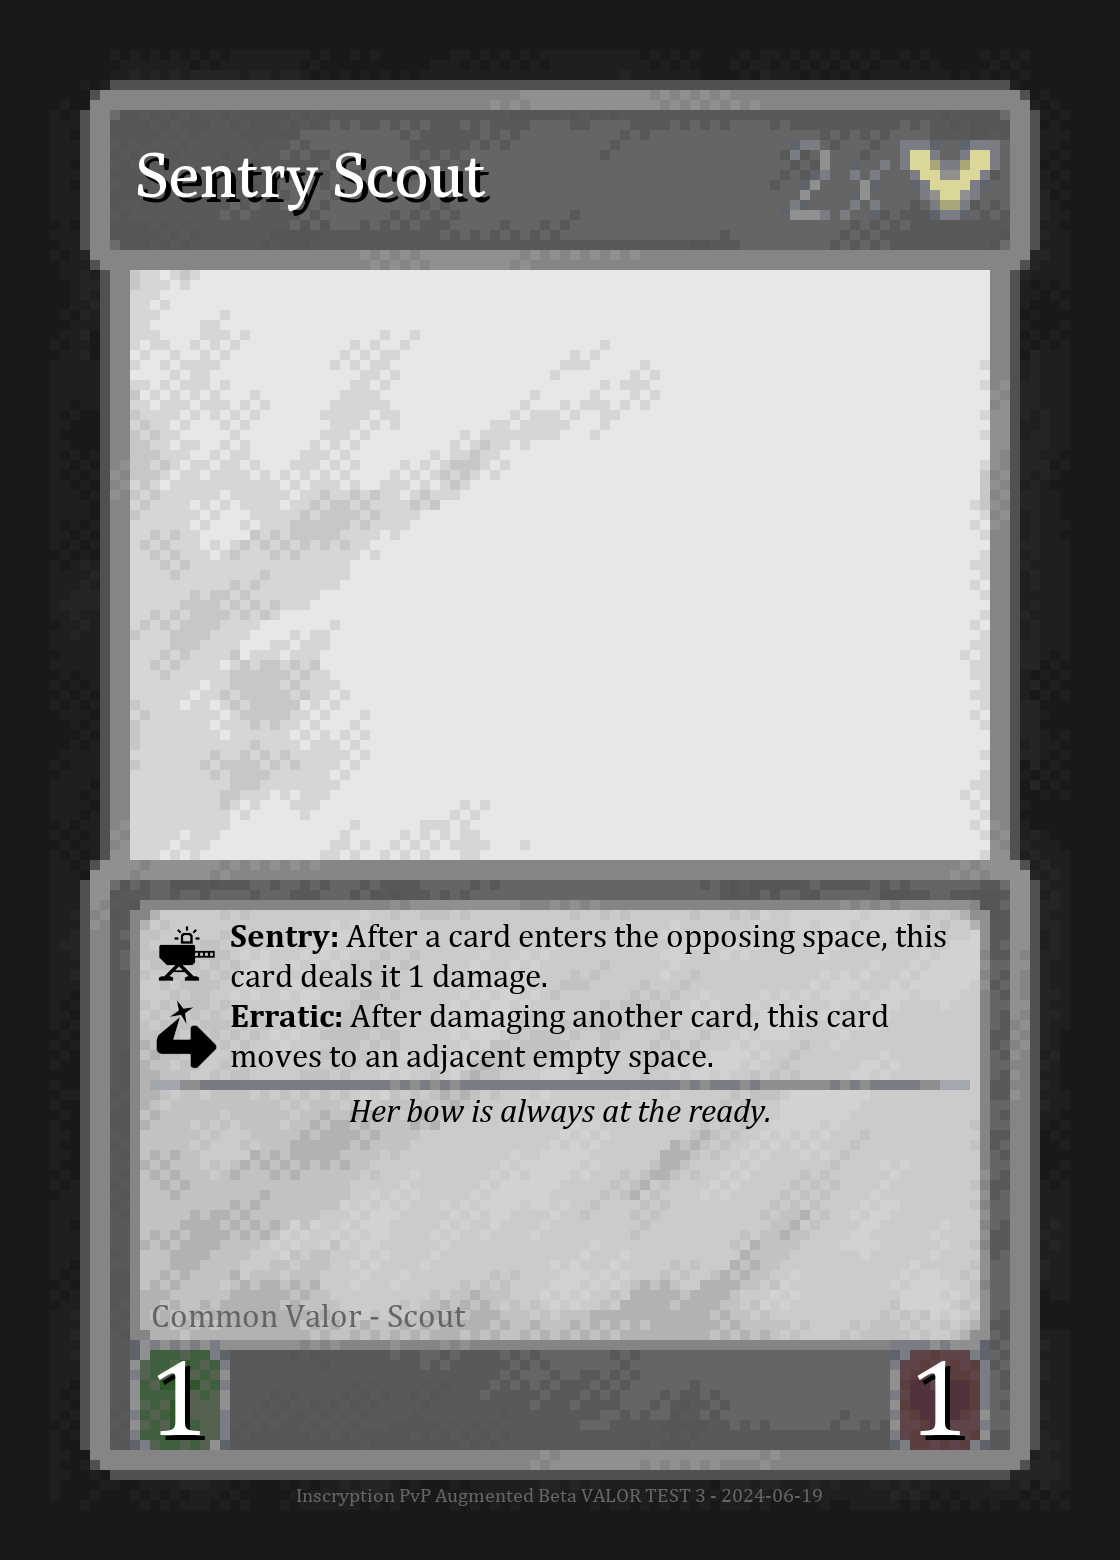 Sentry Scout 2x
Sentry: After a card enters the opposing space, this
card deals it 1 damage.
Erratic: After damaging another card, this card
moves to an adjacent empty space.
Her bow is always at the ready.
Common Valor - Scout
1 1
Inscryption PvP Augmented Beta VALOR TEST 3 - 2024-06-19